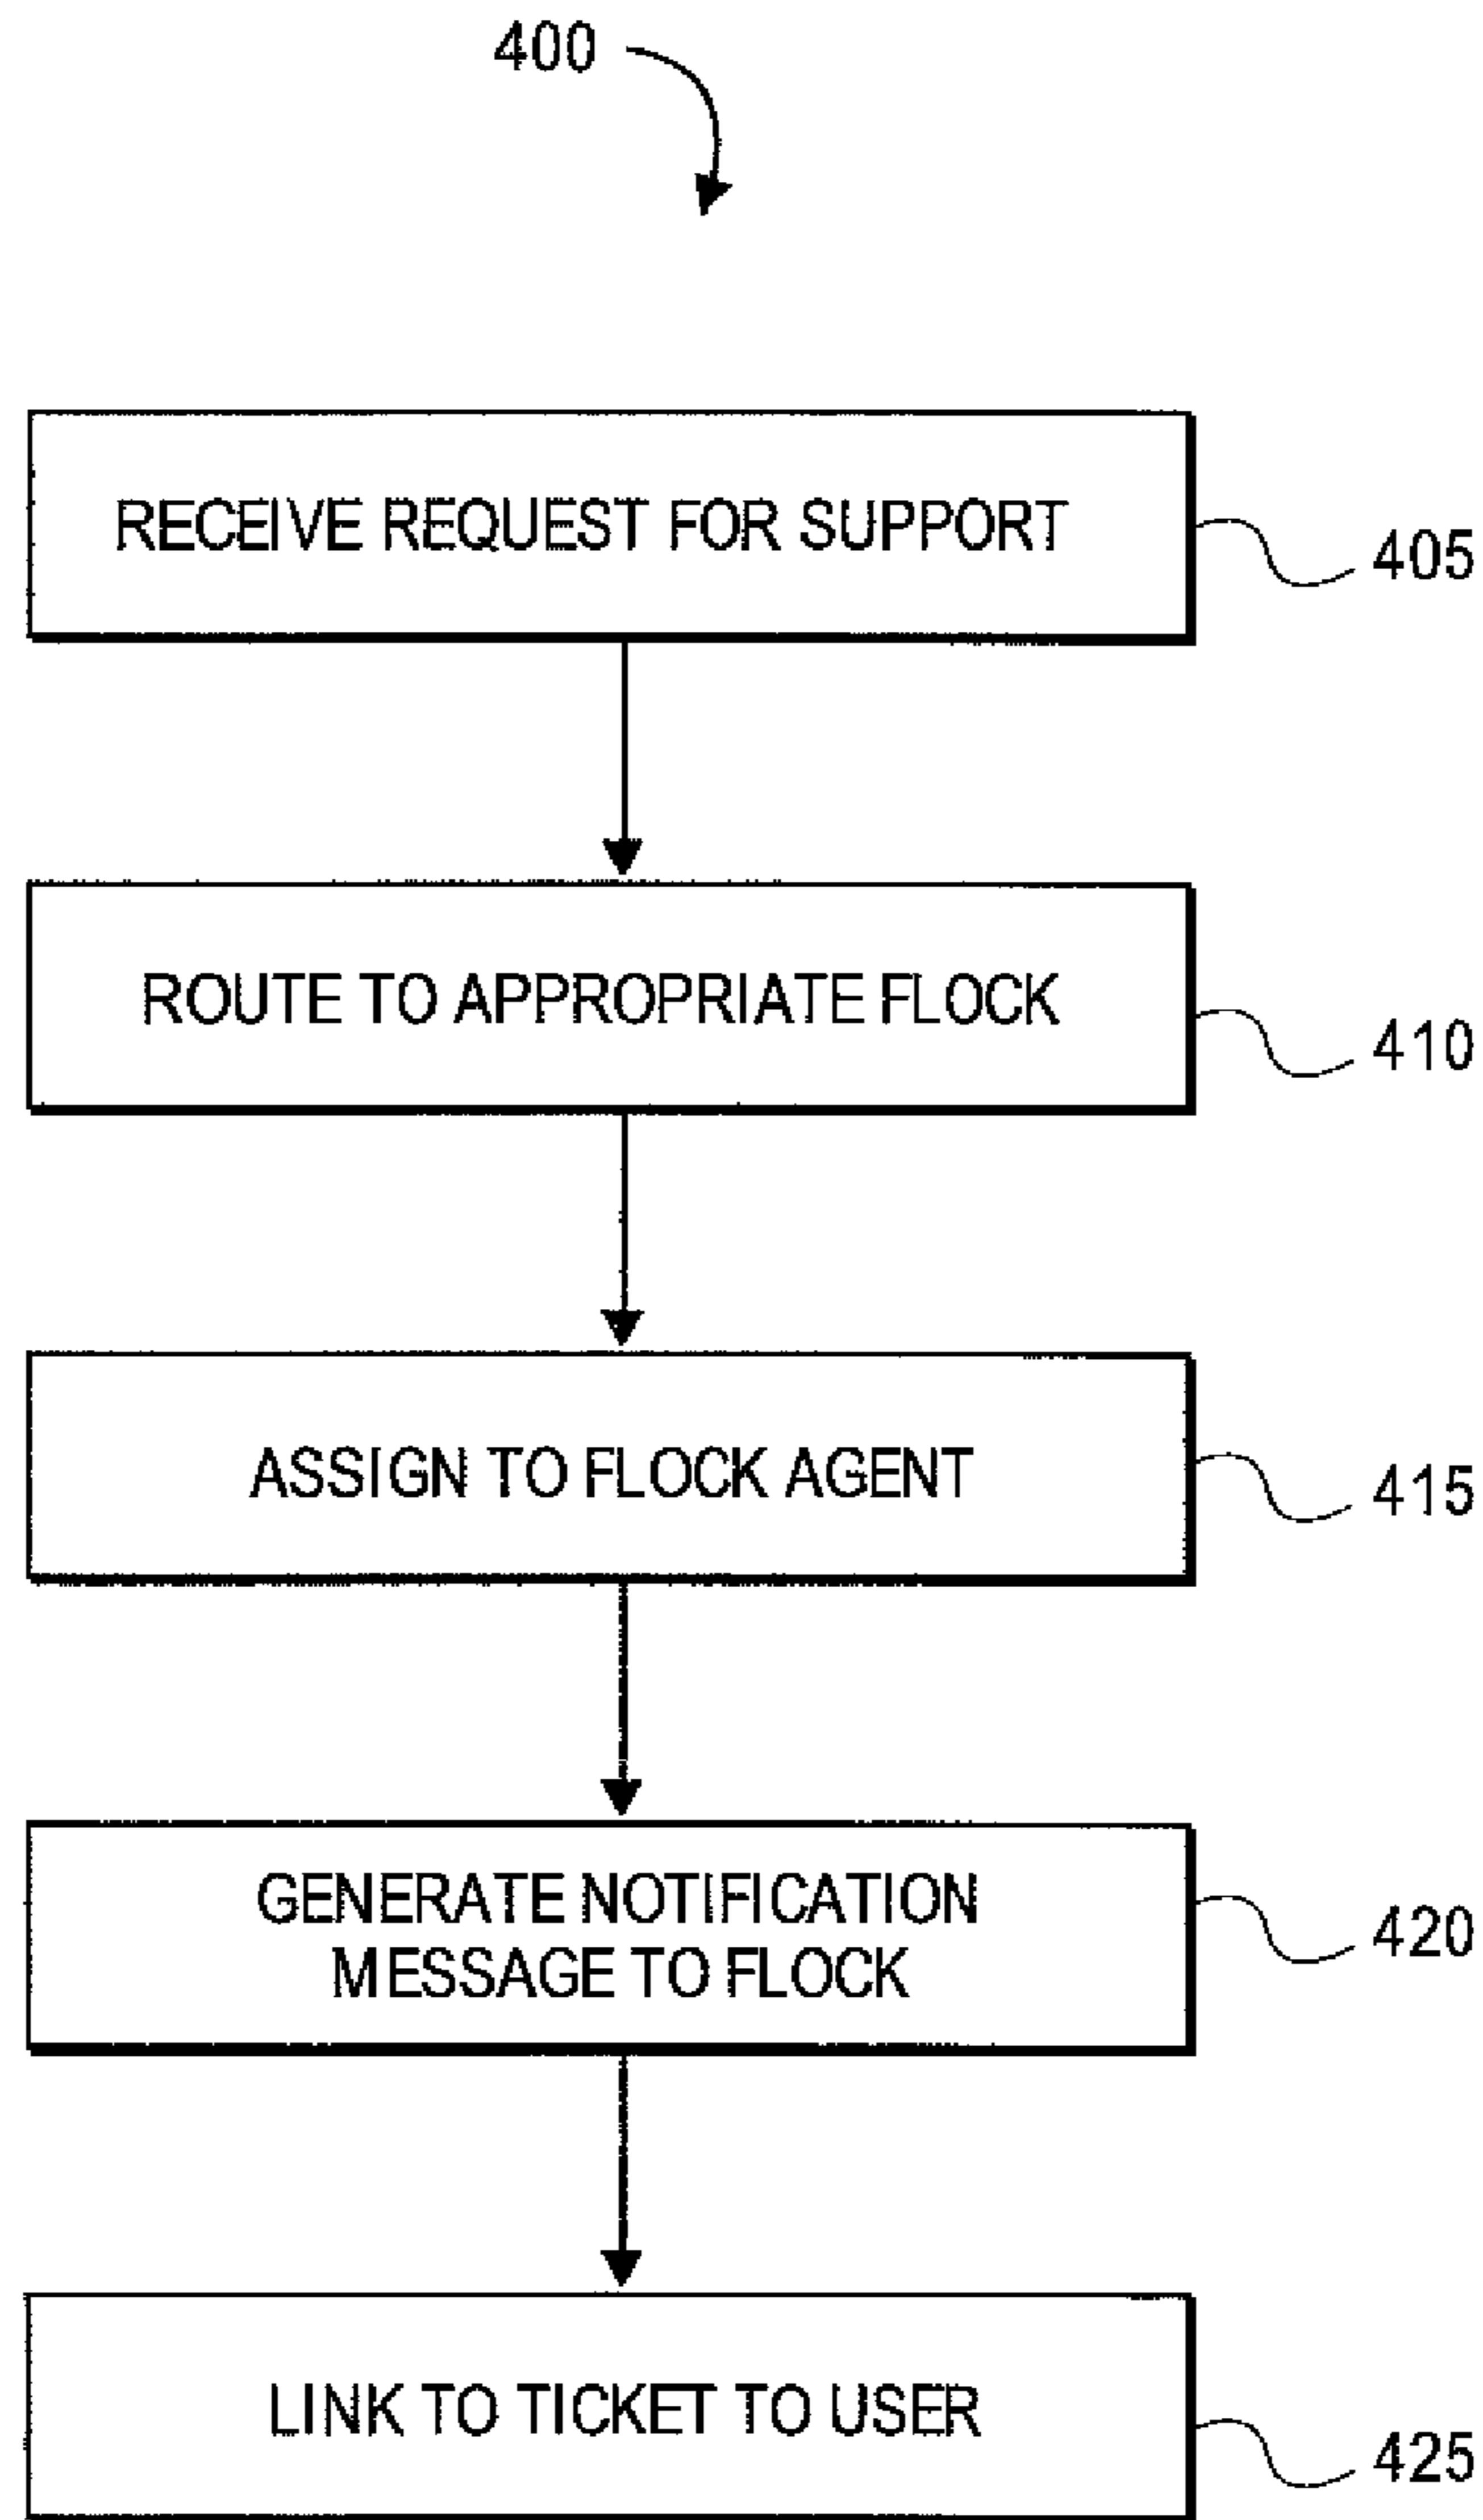 400
RECEIVE REQUEST FOR SUPPORT
405
ROUTE TO APPROPRIATE FLOCK
410
ASSIGN TO FLOCK AGENT
415
GENERATE NOTIFICATION
MESSAGE TO FLOCK
420
LINK TO TICKET TO USER
425